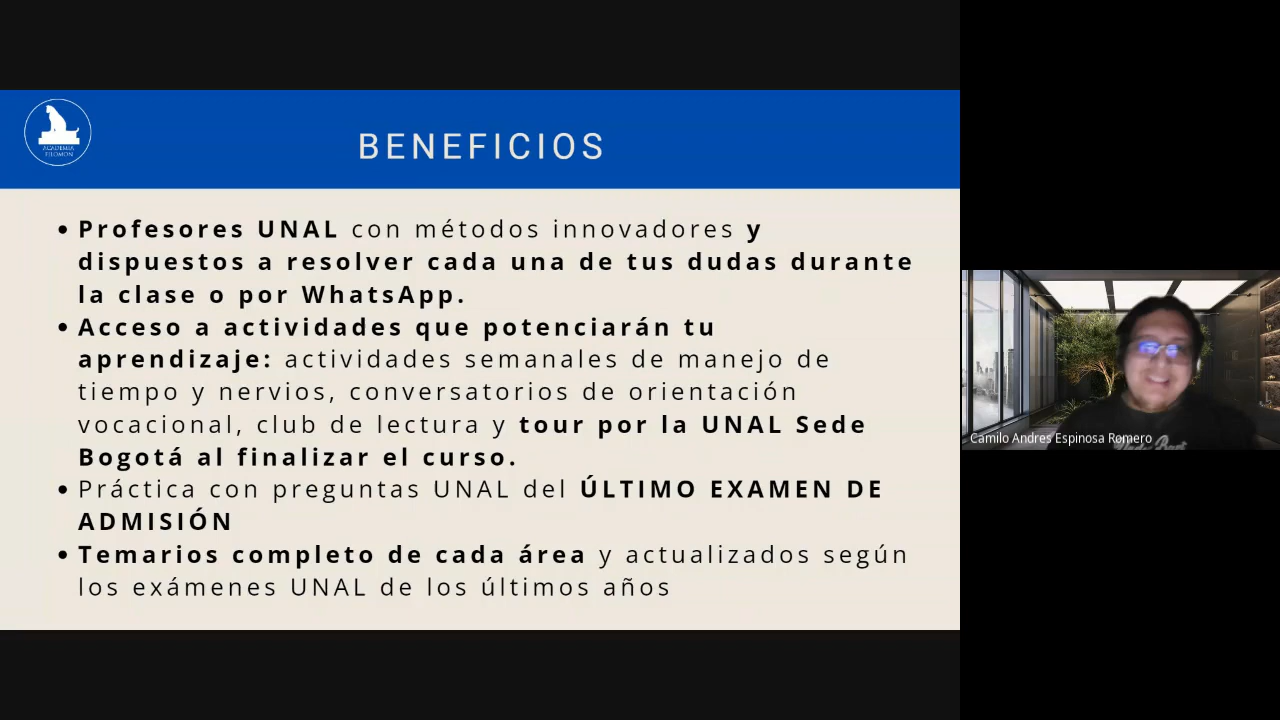 ACADEMIA
FILOMON
BENEFICIOS
• Profesores UNAL con métodos innovadores y
dispuestos a resolver cada una de tus dudas durante
la clase o por WhatsApp.
• Acceso a actividades que potenciarán tu
aprendizaje: actividades semanales de manejo de
tiempo y nervios, conversatorios de orientación
vocacional, club de lectura y tour por la UNAL Sede
Bogotá al finalizar el curso.
• Práctica con preguntas UNAL del ÚLTIMO EXAMEN DE
ADMISIÓN
• Temarios completo de cada área y actualizados según
los exámenes UNAL de los últimos años
Camilo Andres Espinosa Romero